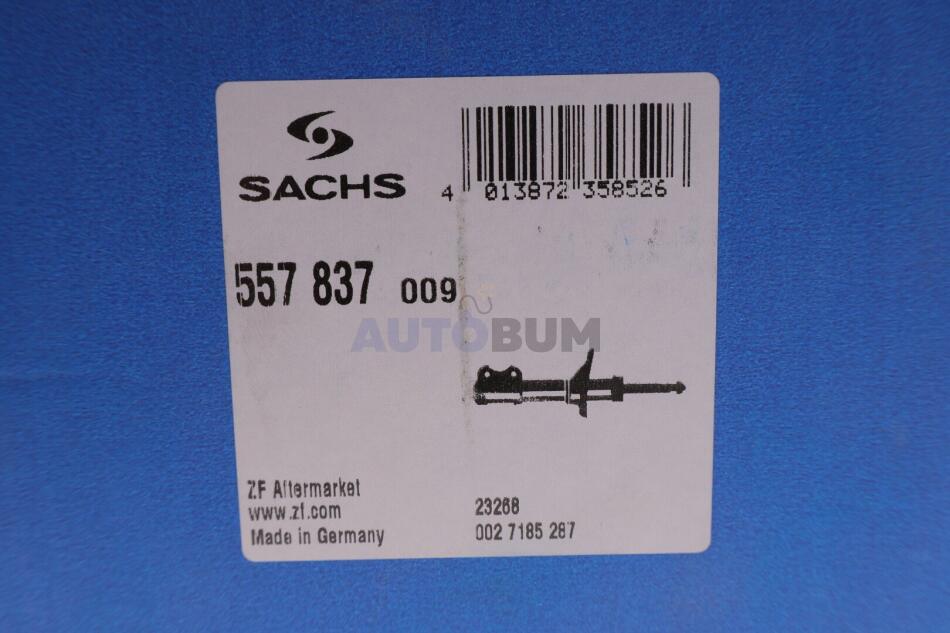 SACHS
4 013872 358526
557 837 009
AUTOBUM
ZF Aftermarket
www.zf.com
Made in Germany
23268
002 7185 287